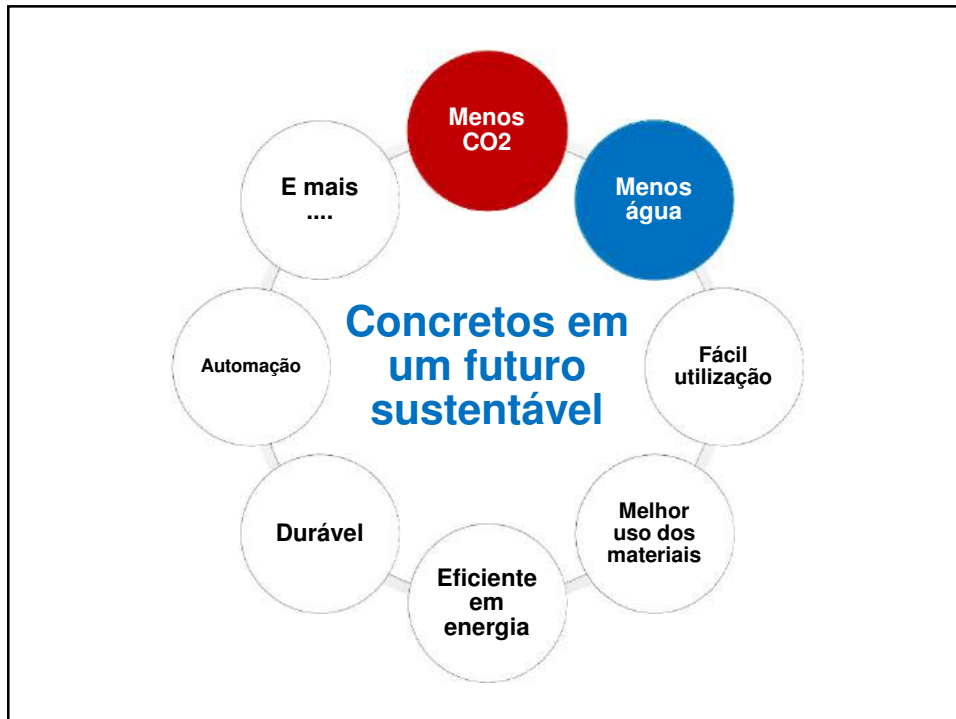 Menos
CO2
Menos
água
Fácil
utilização
Melhor
uso dos
materiais
Eficiente
em
energia
Durável
Automação
E mais
....
Concretos em
um futuro
sustentável